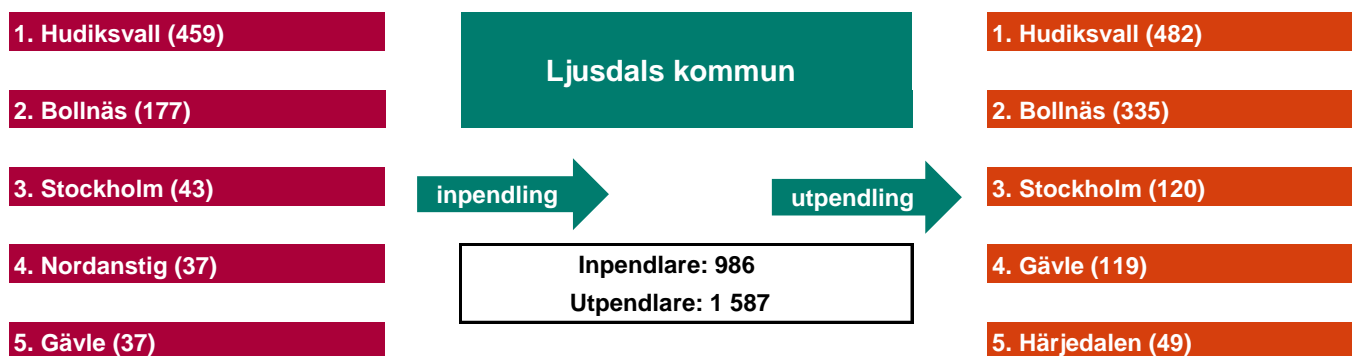 1. Hudiksvall (459)
2. Bollnäs (177)
3. Stockholm (43)
4. Nordanstig (37)
5. Gävle (37)
Ljusdals kommun
inpendling
utpendling
Inpendlare: 986
Utpendlare: 1 587
1. Hudiksvall (482)
2. Bollnäs (335)
3. Stockholm (120)
4. Gävle (119)
5. Härjedalen (49)